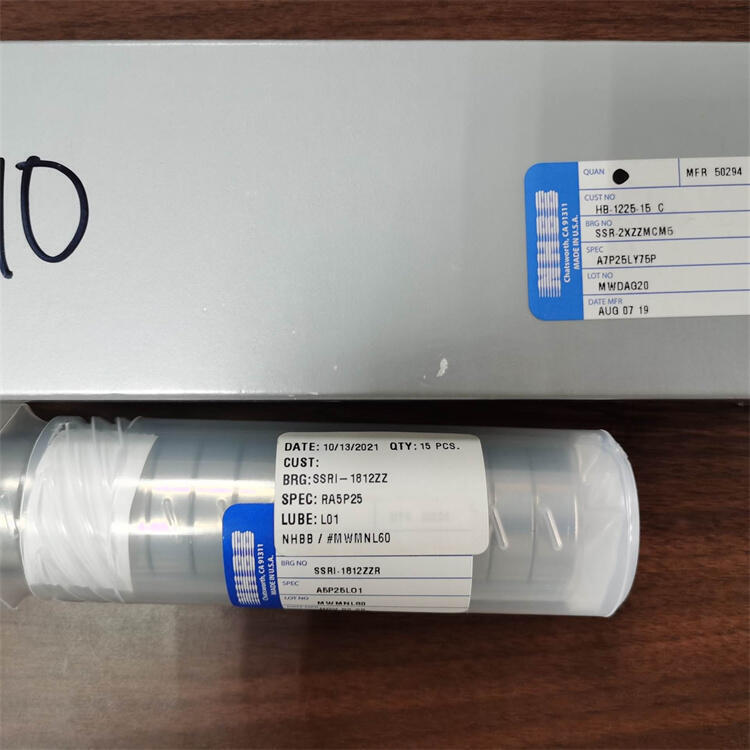 10
NHBB
Chatsworth, CA 91311
MADE IN U.S.A.
QUAN
MFR 50294
CUST NO
HB-1225-15 C
BRG NO
SSR-2XZZMCM5
SPEC
A7P25LY75P
LOT NO
MWDAG20
DATE MFR
AUG 07 19
DATE: 10/13/2021 QTY: 15 PCS.
CUST:
BRG: SSRI-1812ZZ
SPEC: RA5P25
LUBE: L01
NHBB / #MWMNL60
NHBB
Chatsworth, CA 91311
MADE IN U.S.A.
SSRI-1812ZZR
SPEC
A5P25L01
LOT NO
MWMNL60